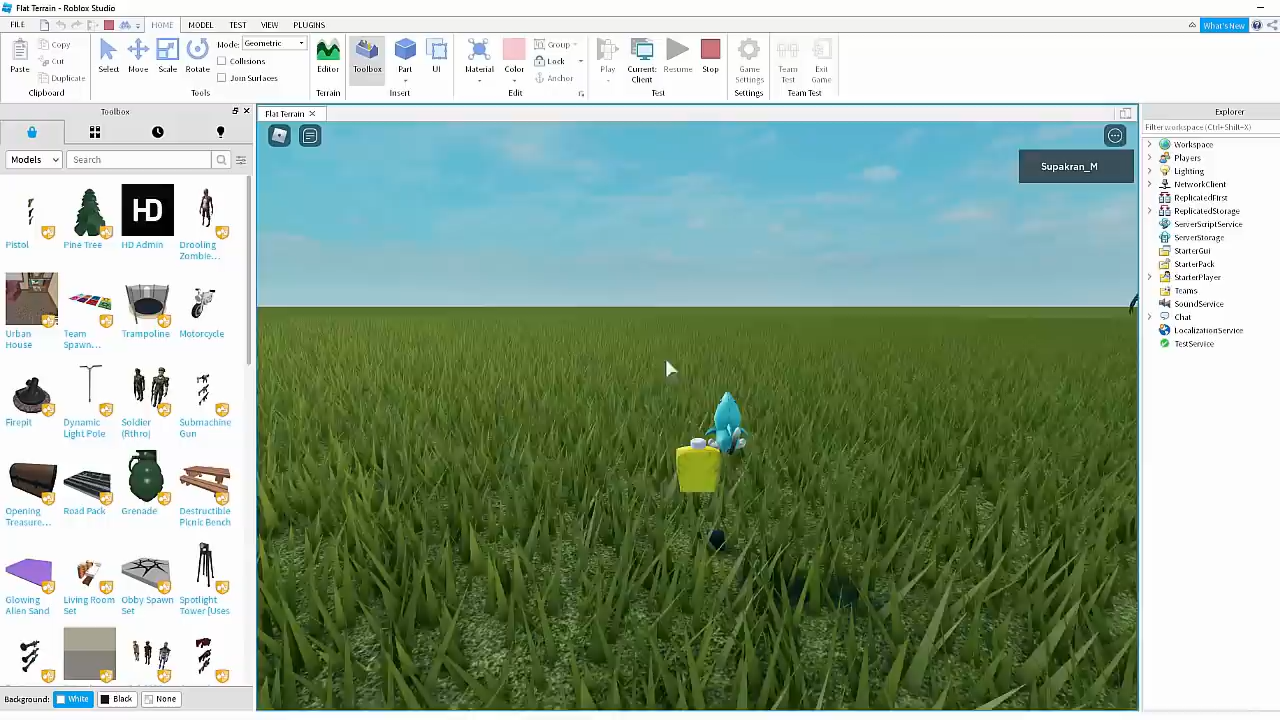 Flat Terrain - Roblox Studio
FILE HOME MODEL TEST VIEW PLUGINS What's New
Paste Copy Cut Duplicate Clipboard
Select Move Scale Rotate Mode: Geometric Collisions Join Surfaces Tools
Editor Terrain
Toolbox Part UI Insert
Material Color Group Lock Anchor Edit
Play Current: Client Resume Stop Test
Game Settings Settings
Team Test Exit Game Team Test
Toolbox
Models Search
Pistol Pine Tree HD Admin Drooling Zombie...
Urban House Team Spawn... Trampoline Motorcycle
Firepit Dynamic Light Pole Soldier (Rthro) Submachine Gun
Opening Treasure... Road Pack Grenade Destructible Picnic Bench
Glowing Alien Sand Living Room Set Obby Spawn Set Spotlight Tower [Uses
Background: White Black None
Flat Terrain
Supakran_M
HD
Explorer
Filter workspace (Ctrl+Shift+X)
Workspace
Players
Lighting
NetworkClient
ReplicatedFirst
ReplicatedStorage
ServerScriptService
ServerStorage
StarterGui
StarterPack
StarterPlayer
Teams
SoundService
Chat
LocalizationService
TestService